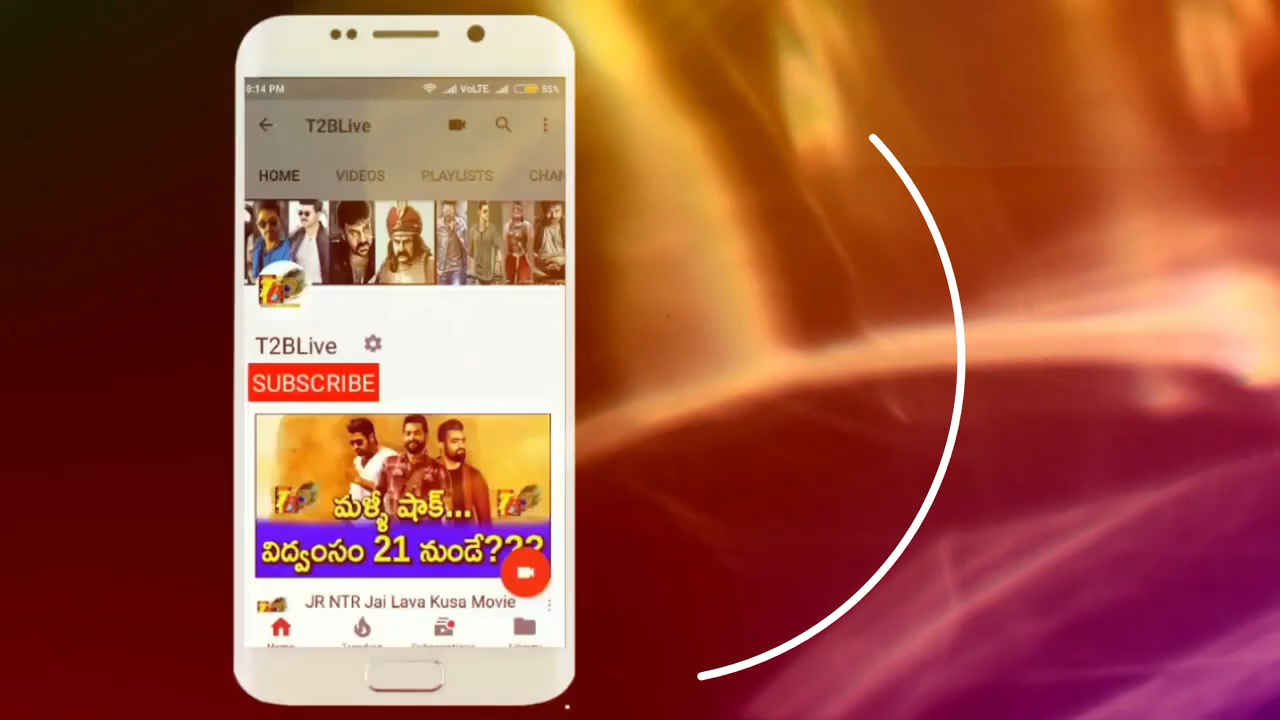 8:14 PM VoLTE 55%
T2BLive
HOME VIDEOS PLAYLISTS CHAN
T2BLive
SUBSCRIBE
మళ్ళీ షాక్...
విధ్వంసం 21 నుండే???
JR NTR Jai Lava Kusa Movie